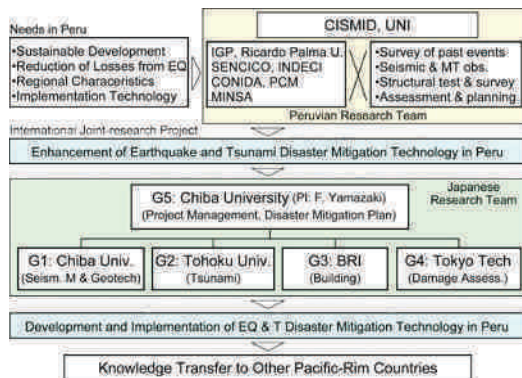 Needs in Peru
•Sustainable Development
•Reduction of Losses from EQ
•Regional Characteristics
•Implementation Technology
CISMID, UNI
IGP, Ricardo Palma U.
SENCICO, INDECI
CONIDA, PCM
MINSA
•Survey of past events
•Seismic & MT obs.
•Structural test & survey
•Assessment & planning
Peruvian Research Team
International Joint-research Project
Enhancement of Earthquake and Tsunami Disaster Mitigation Technology in Peru
Japanese
Research Team
G5: Chiba University (PI: F. Yamazaki)
(Project Management, Disaster Mitigation Plan)
G1: Chiba Univ.
(Seism. M & Geotech)
G2: Tohoku Univ.
(Tsunami)
G3: BRI
(Building)
G4: Tokyo Tech
(Damage Assess.)
Development and Implementation of EQ & T Disaster Mitigation Technology in Peru
Knowledge Transfer to Other Pacific-Rim Countries